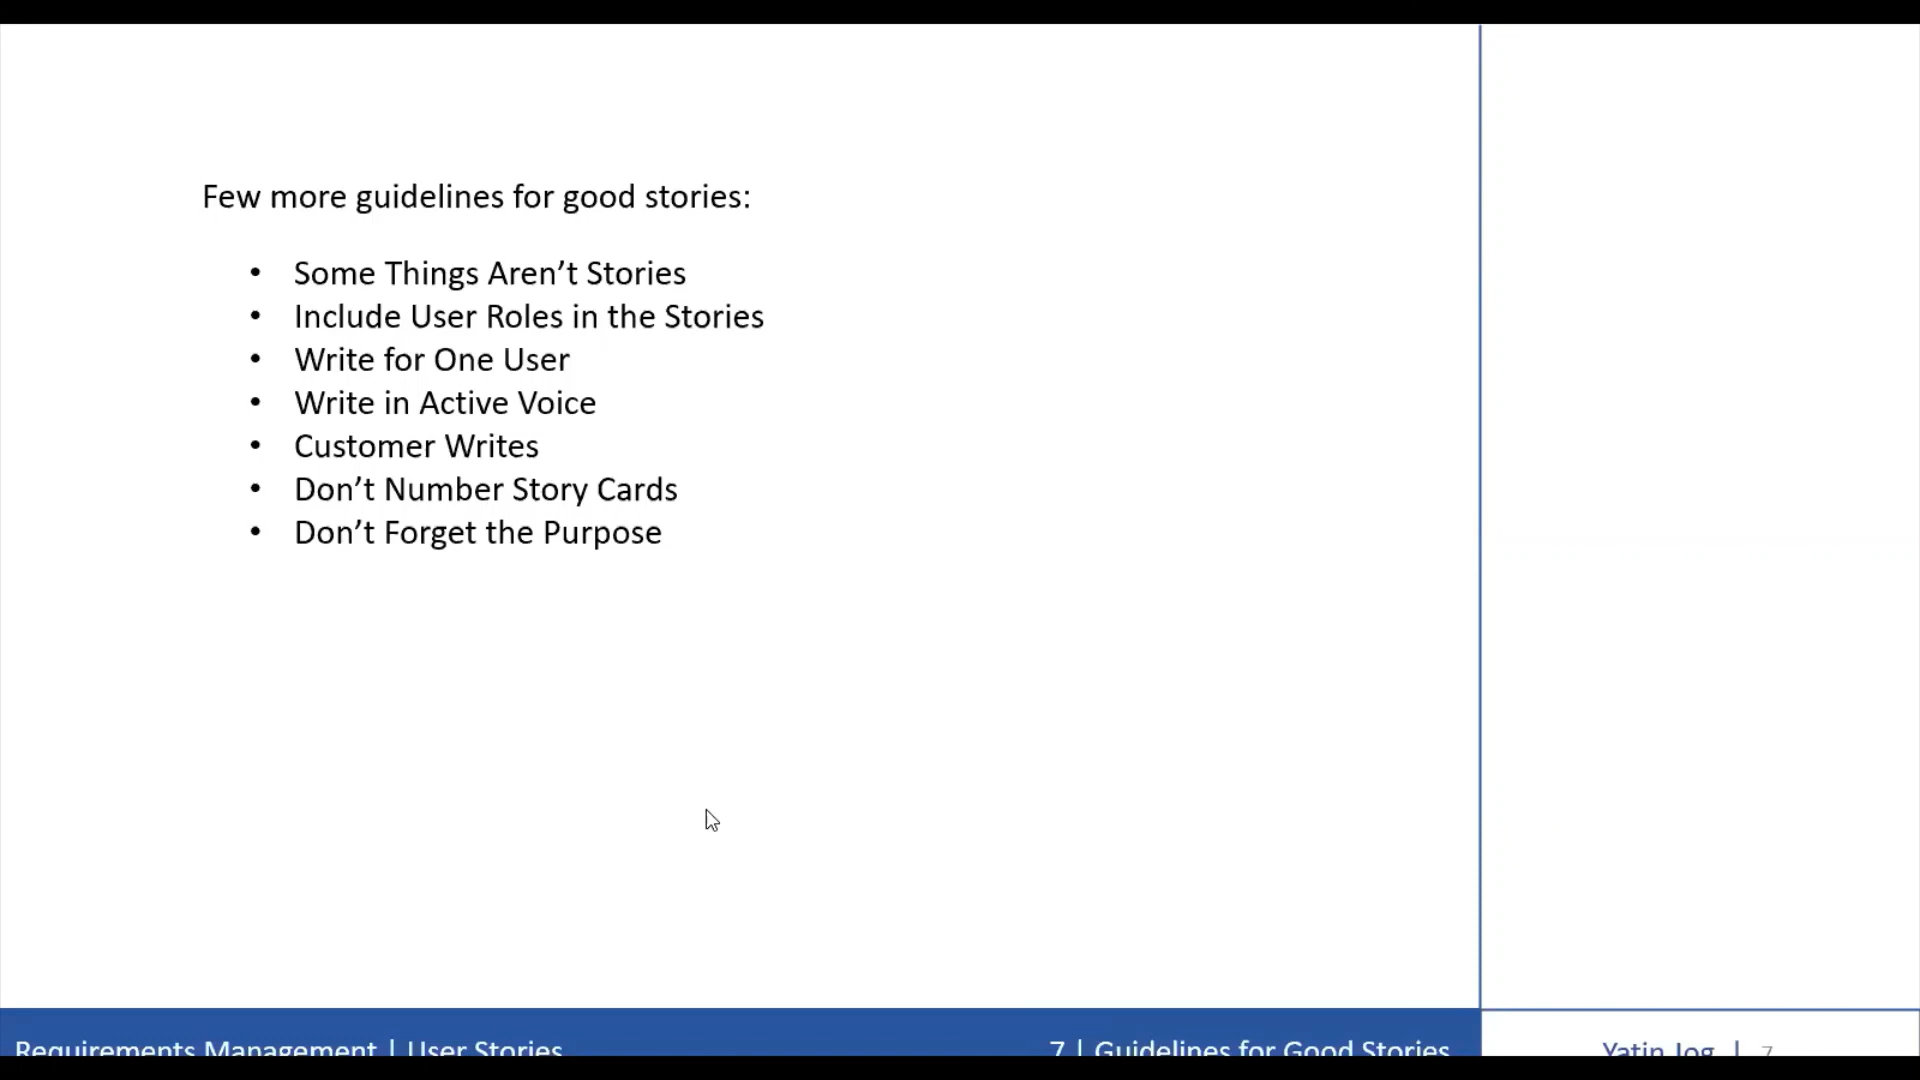 Few more guidelines for good stories:
• Some Things Aren’t Stories
• Include User Roles in the Stories
• Write for One User
• Write in Active Voice
• Customer Writes
• Don’t Number Story Cards
• Don’t Forget the Purpose
Requirements Management | User Stories
7 | Guidelines for Good Stories
Yatin Jog | 7